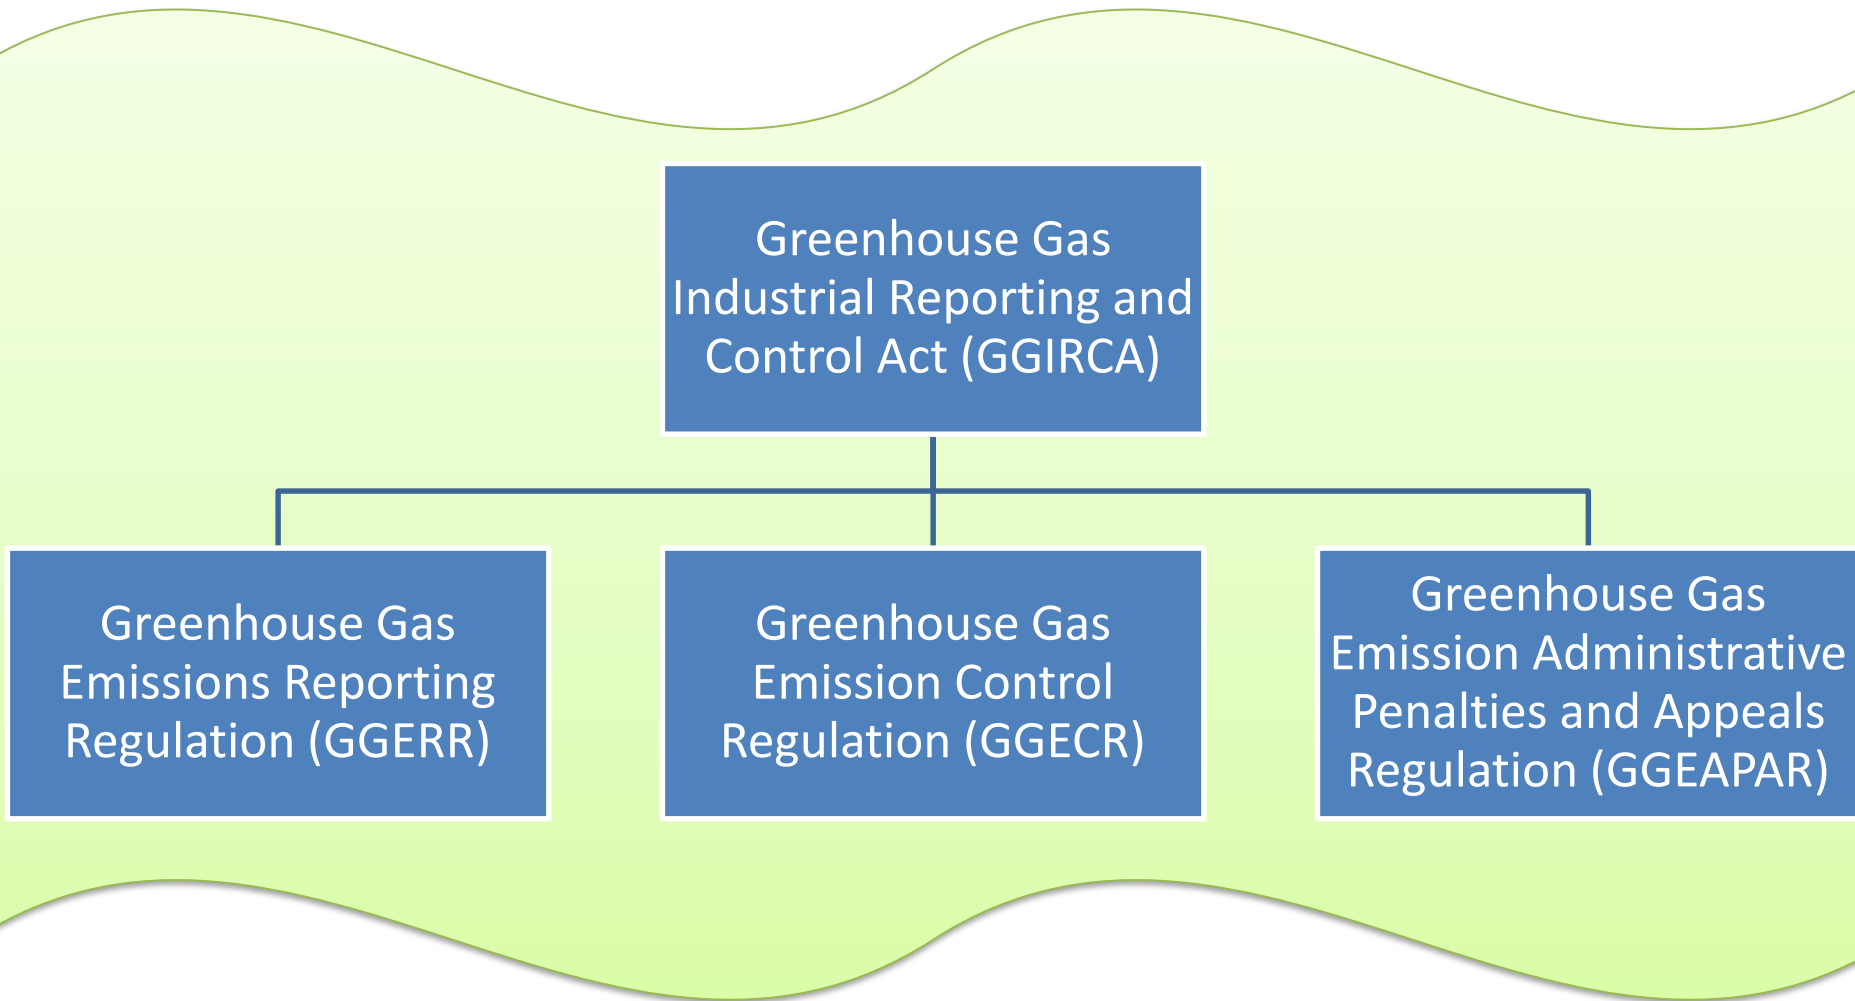 Greenhouse Gas
Industrial Reporting and
Control Act (GGIRCA)
Greenhouse Gas
Emissions Reporting
Regulation (GGERR)
Greenhouse Gas
Emission Control
Regulation (GGECR)
Greenhouse Gas
Emission Administrative
Penalties and Appeals
Regulation (GGEAPAR)